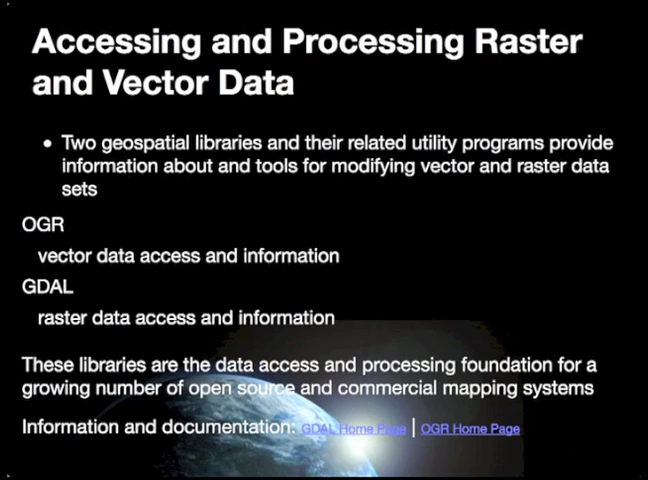 Accessing and Processing Raster
and Vector Data
• Two geospatial libraries and their related utility programs provide
information about and tools for modifying vector and raster data
sets
OGR
vector data access and information
GDAL
raster data access and information
These libraries are the data access and processing foundation for a
growing number of open source and commercial mapping systems
Information and documentation: GDAL Home Page | OGR Home Page